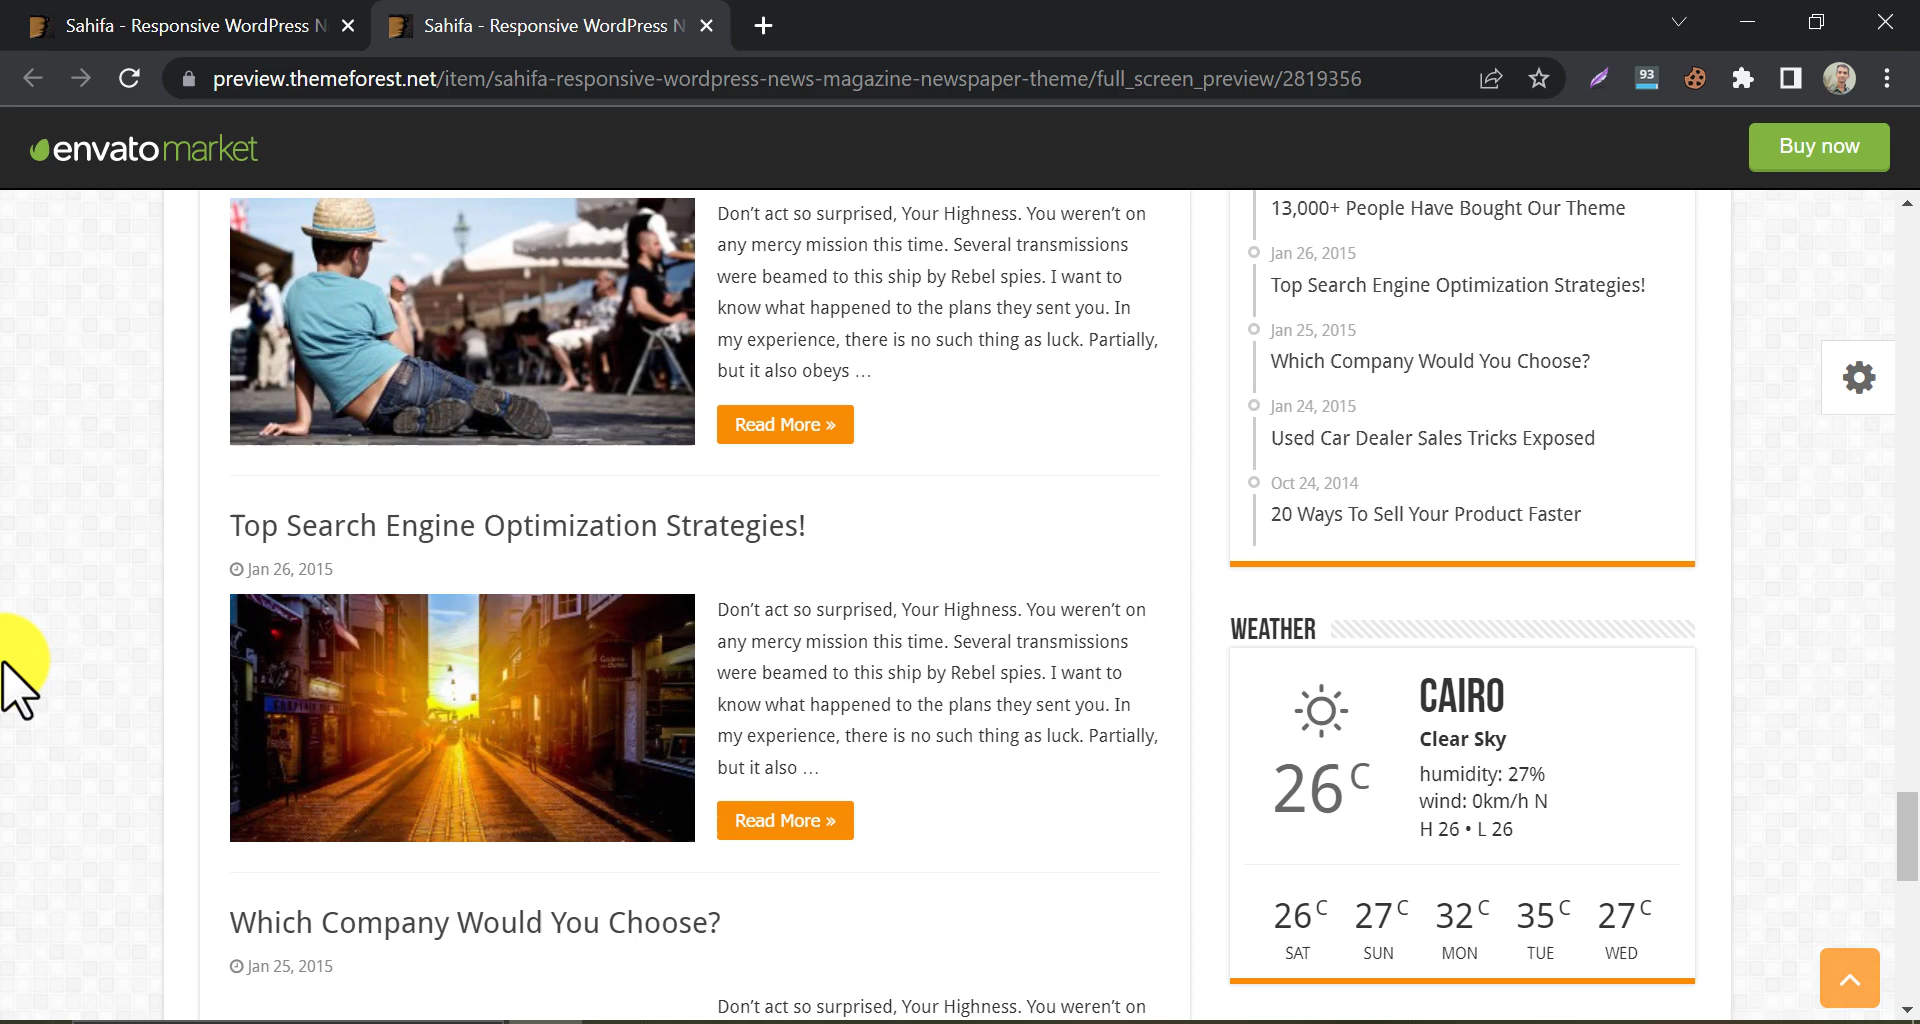 Sahifa - Responsive WordPress N
Sahifa - Responsive WordPress N
preview.themeforest.net/item/sahifa-responsive-wordpress-news-magazine-newspaper-theme/full_screen_preview/2819356
93
envatomarket
Buy now
Don’t act so surprised, Your Highness. You weren’t on
any mercy mission this time. Several transmissions
were beamed to this ship by Rebel spies. I want to
know what happened to the plans they sent you. In
my experience, there is no such thing as luck. Partially,
but it also obeys …
Read More »
Top Search Engine Optimization Strategies!
Jan 26, 2015
Don’t act so surprised, Your Highness. You weren’t on
any mercy mission this time. Several transmissions
were beamed to this ship by Rebel spies. I want to
know what happened to the plans they sent you. In
my experience, there is no such thing as luck. Partially,
but it also …
Read More »
Which Company Would You Choose?
Jan 25, 2015
Don’t act so surprised, Your Highness. You weren’t on
13,000+ People Have Bought Our Theme
Jan 26, 2015
Top Search Engine Optimization Strategies!
Jan 25, 2015
Which Company Would You Choose?
Jan 24, 2015
Used Car Dealer Sales Tricks Exposed
Oct 24, 2014
20 Ways To Sell Your Product Faster
WEATHER
CAIRO
Clear Sky
26 C
humidity: 27%
wind: 0km/h N
H 26 • L 26
26 C 27 C 32 C 35 C 27 C
SAT SUN MON TUE WED